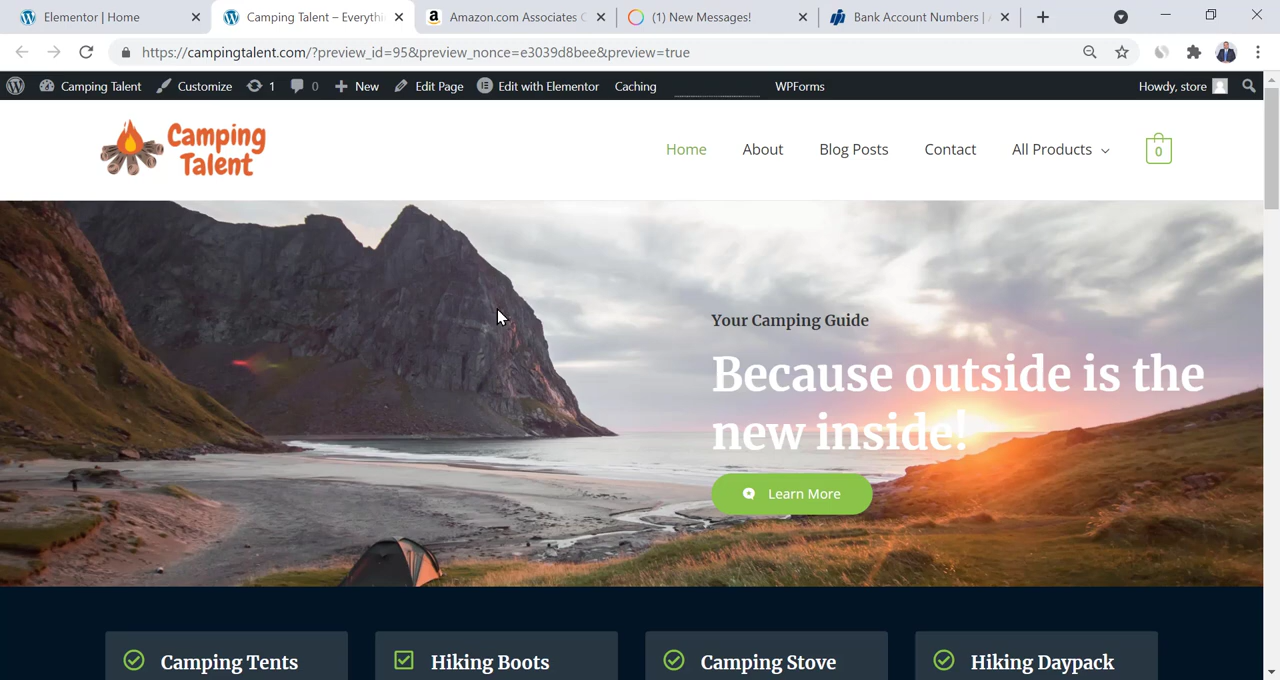 Elementor | Home
Camping Talent – Everythi
Amazon.com Associates C
(1) New Messages!
Bank Account Numbers |
https://campingtalent.com/?preview_id=95&preview_nonce=e3039d8bee&preview=true
Camping Talent
Customize
1
0
New
Edit Page
Edit with Elementor
Caching
WPForms
Howdy, store
Camping
Talent
Home
About
Blog Posts
Contact
All Products
0
Your Camping Guide
Because outside is the
new inside!
Learn More
Camping Tents
Hiking Boots
Camping Stove
Hiking Daypack